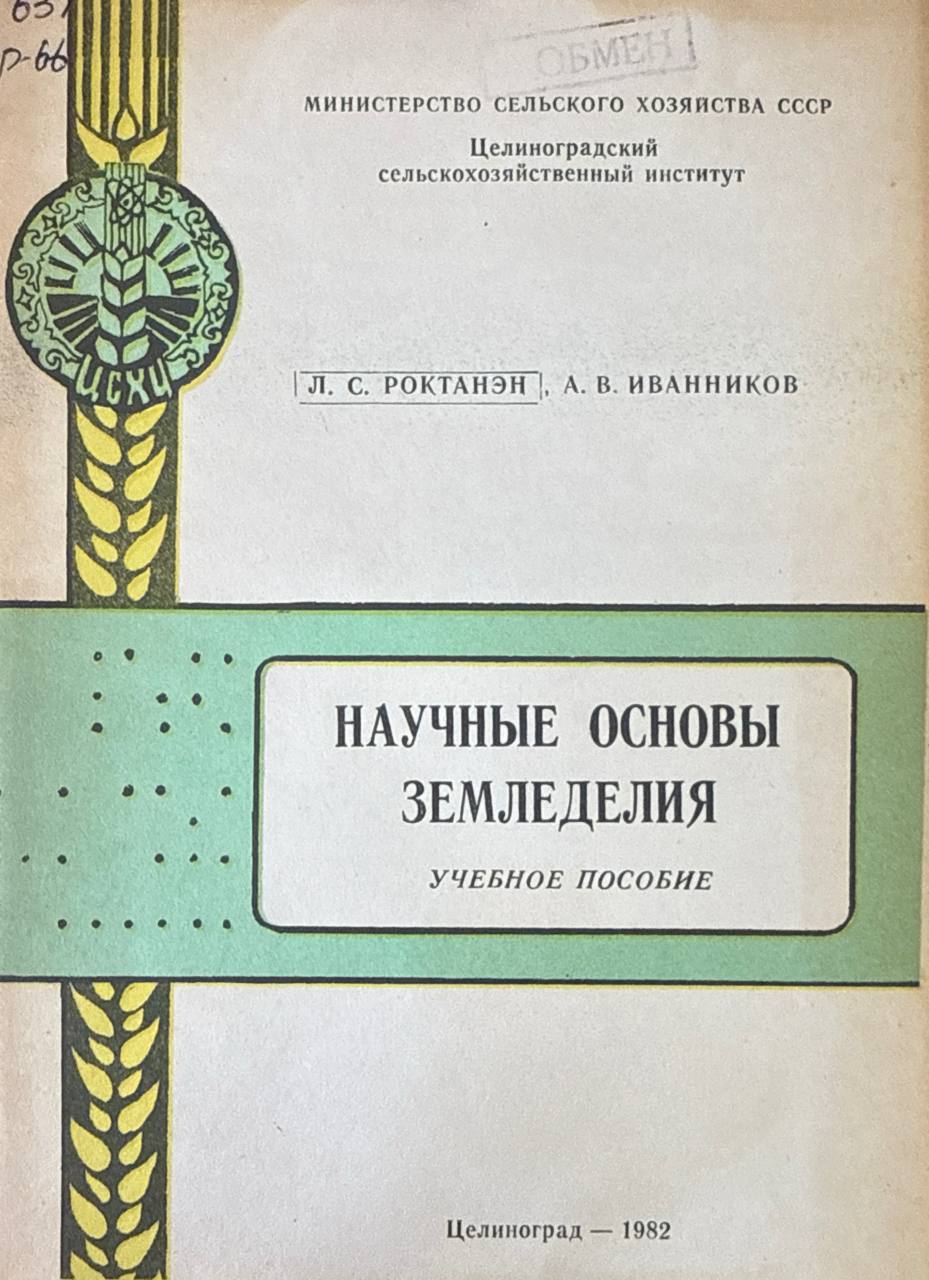 631
Р-66
ОБМЕН
МИНИСТЕРСТВО СЕЛЬСКОГО ХОЗЯЙСТВА СССР
Целиноградский
сельскохозяйственный институт
ЦСХИ
Л. С. РОКТАНЭН, А. В. ИВАННИКОВ
НАУЧНЫЕ ОСНОВЫ
ЗЕМЛЕДЕЛИЯ
УЧЕБНОЕ ПОСОБИЕ
Целиноград — 1982